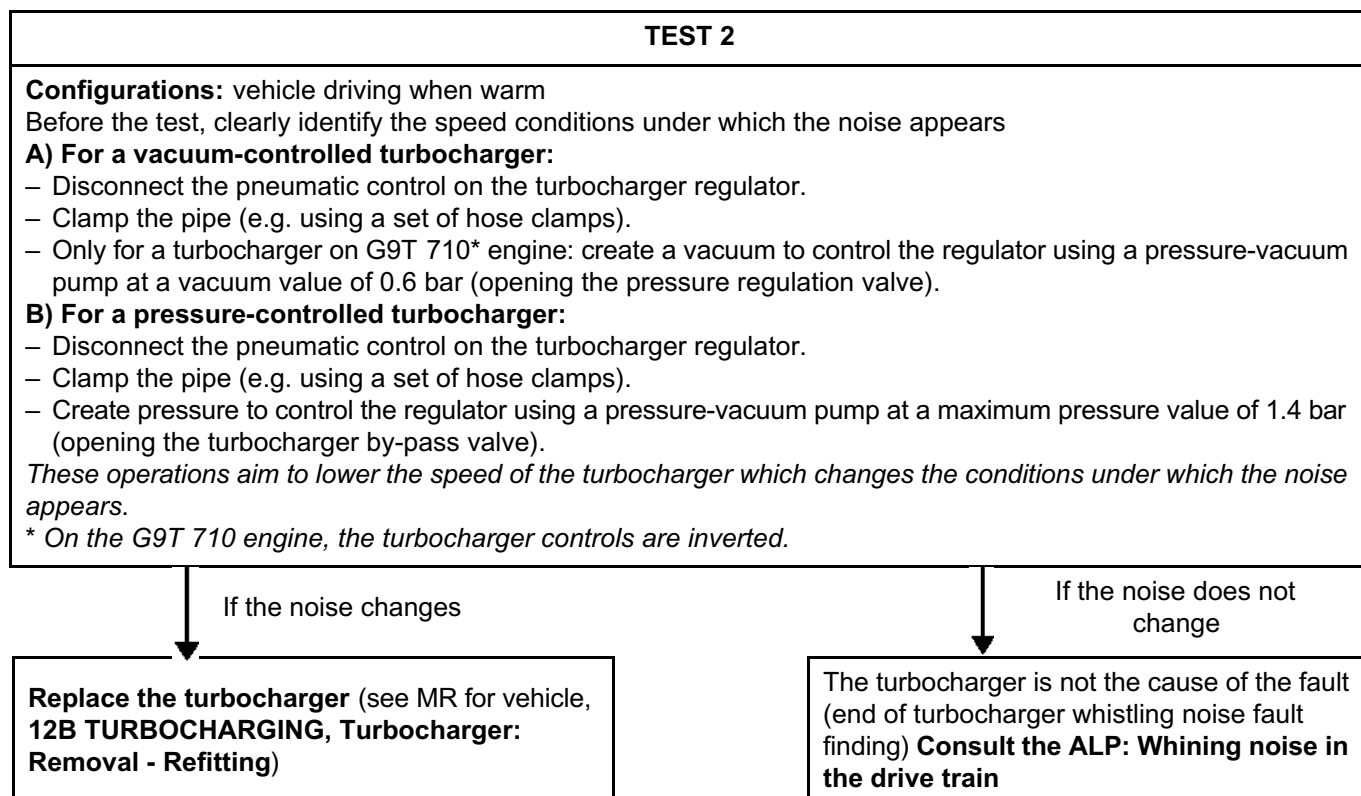 TEST 2
Configurations: vehicle driving when warm
Before the test, clearly identify the speed conditions under which the noise appears
A) For a vacuum-controlled turbocharger:
– Disconnect the pneumatic control on the turbocharger regulator.
– Clamp the pipe (e.g. using a set of hose clamps).
– Only for a turbocharger on G9T 710* engine: create a vacuum to control the regulator using a pressure-vacuum
pump at a vacuum value of 0.6 bar (opening the pressure regulation valve).
B) For a pressure-controlled turbocharger:
– Disconnect the pneumatic control on the turbocharger regulator.
– Clamp the pipe (e.g. using a set of hose clamps).
– Create pressure to control the regulator using a pressure-vacuum pump at a maximum pressure value of 1.4 bar
(opening the turbocharger by-pass valve).
These operations aim to lower the speed of the turbocharger which changes the conditions under which the noise
appears.
* On the G9T 710 engine, the turbocharger controls are inverted.
If the noise changes
If the noise does not
change
Replace the turbocharger (see MR for vehicle,
12B TURBOCHARGING, Turbocharger:
Removal - Refitting)
The turbocharger is not the cause of the fault
(end of turbocharger whistling noise fault
finding) Consult the ALP: Whining noise in
the drive train